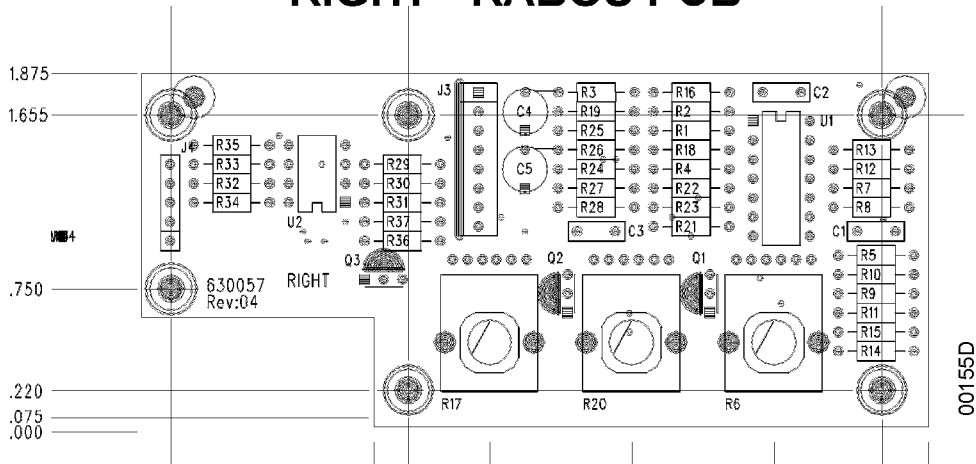 1.875
1.655
.750
.220
.075
.000
J4
R35
R33
R32
R34
U2
R29
R30
R31
R37
R36
Q3
630057
Rev:04
RIGHT
J3
C4
C5
R3
R19
R25
R26
R24
R27
R28
C3
R16
R2
R1
R18
R4
R22
R23
R21
C2
U1
R13
R12
R7
R8
C1
R5
R10
R9
R11
R15
R14
Q2
Q1
R17
R20
R6
00155D